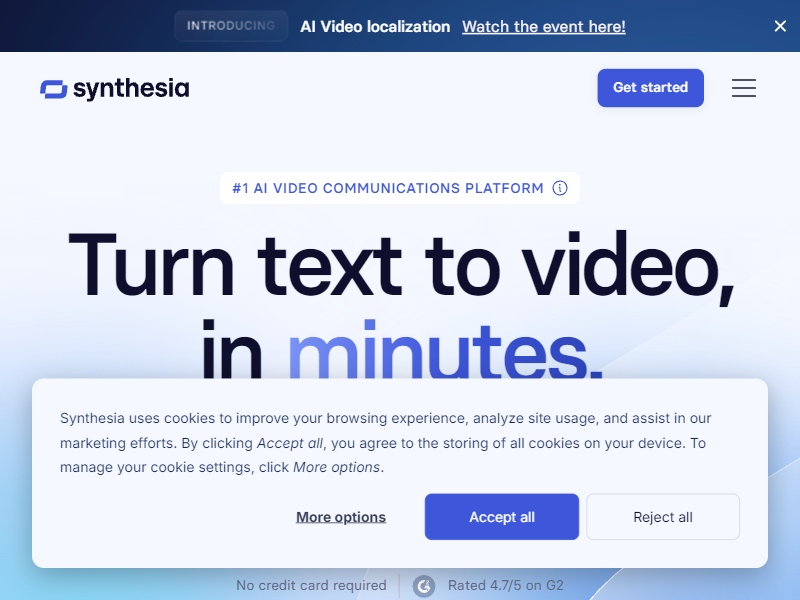 INTRODUCING AI Video localization Watch the event here!
synthesia
Get started
#1 AI VIDEO COMMUNICATIONS PLATFORM
Turn text to video,
in minutes.
Synthesia uses cookies to improve your browsing experience, analyze site usage, and assist in our
marketing efforts. By clicking Accept all, you agree to the storing of all cookies on your device. To
manage your cookie settings, click More options.
More options Accept all Reject all
No credit card required Rated 4.7/5 on G2